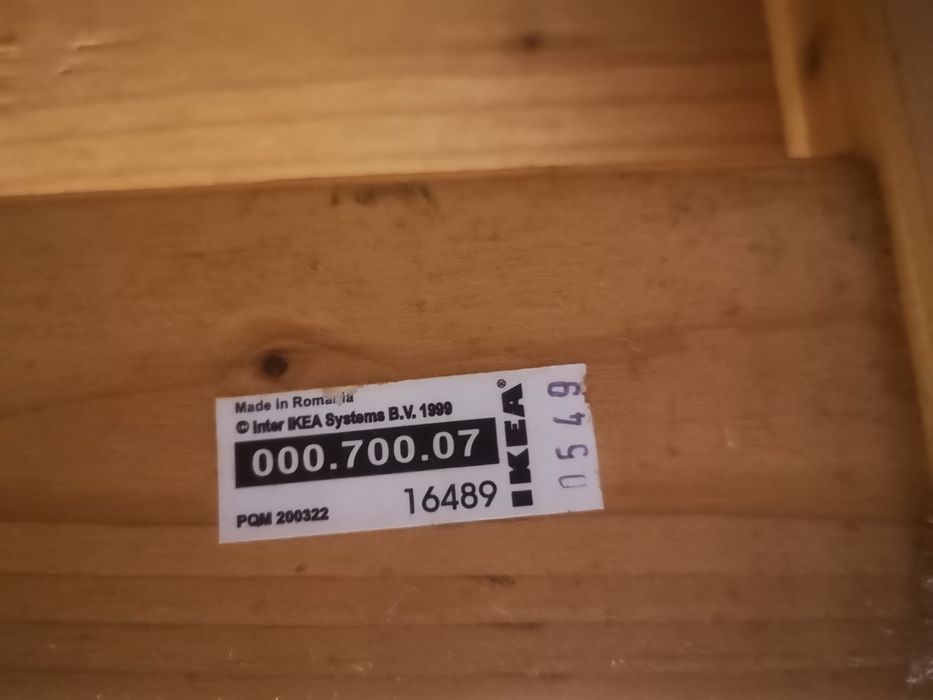 Made in Romania
© Inter IKEA Systems B.V. 1999
000.700.07
16489
PQM 200322
IKEA®
0549